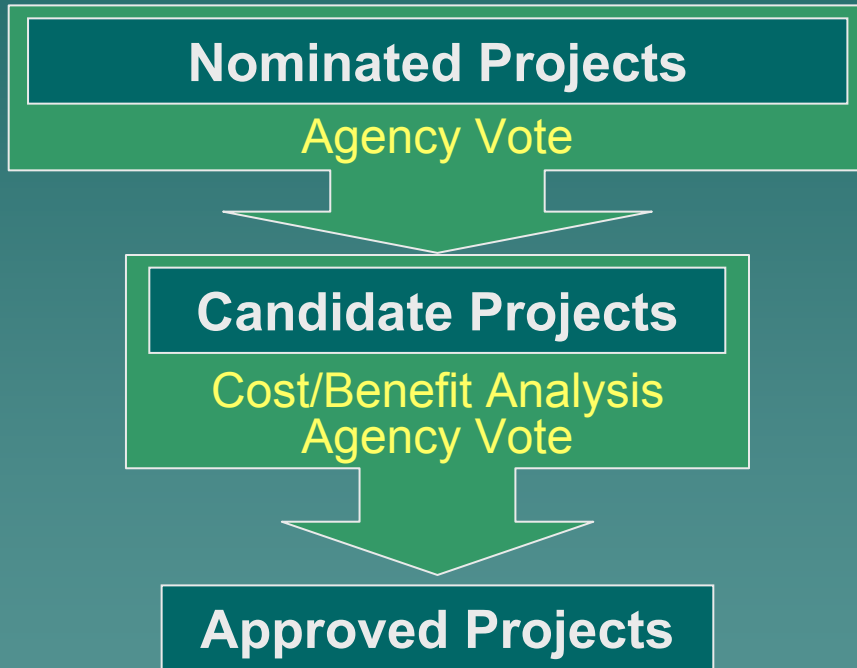 Nominated Projects
Agency Vote
Candidate Projects
Cost/Benefit Analysis
Agency Vote
Approved Projects